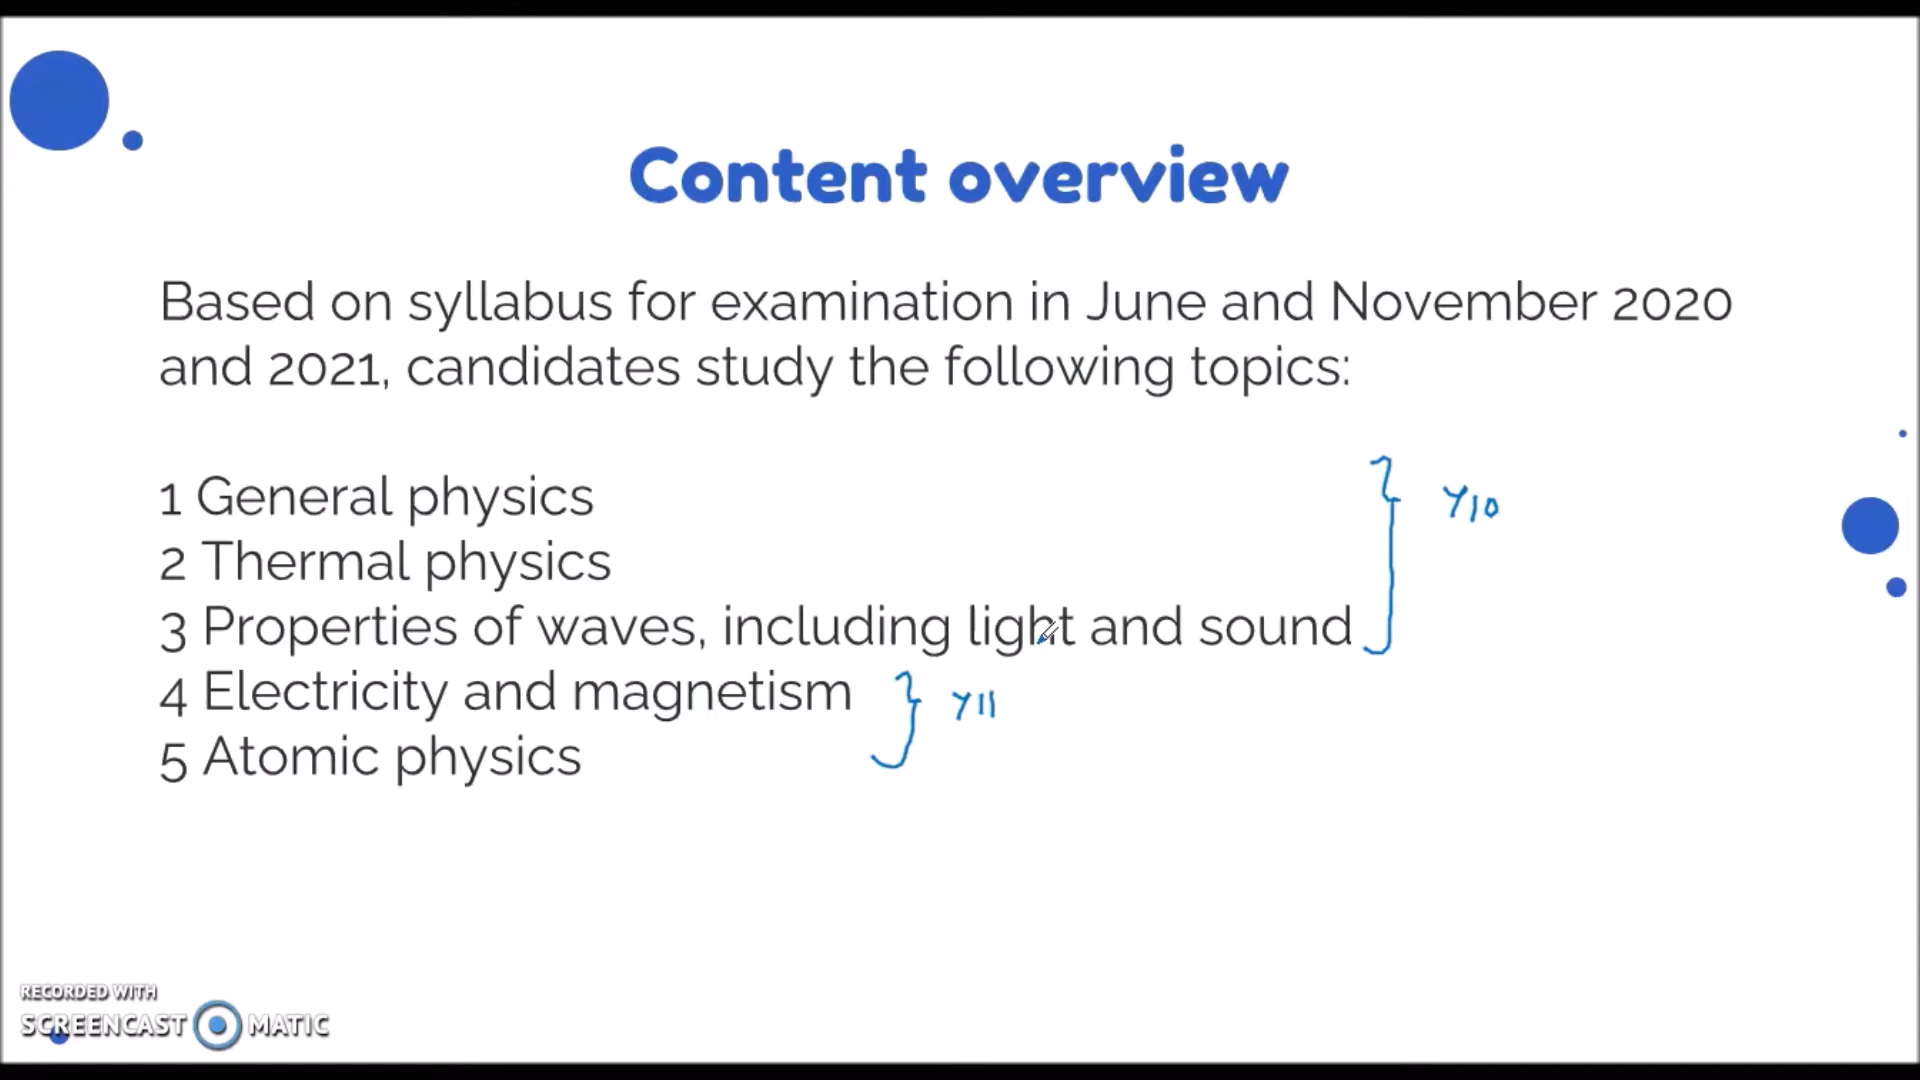 Content overview
Based on syllabus for examination in June and November 2020
and 2021, candidates study the following topics:
1 General physics
2 Thermal physics
3 Properties of waves, including light and sound
4 Electricity and magnetism
5 Atomic physics
Y10
Y11
RECORDED WITH
SCREENCAST MATIC